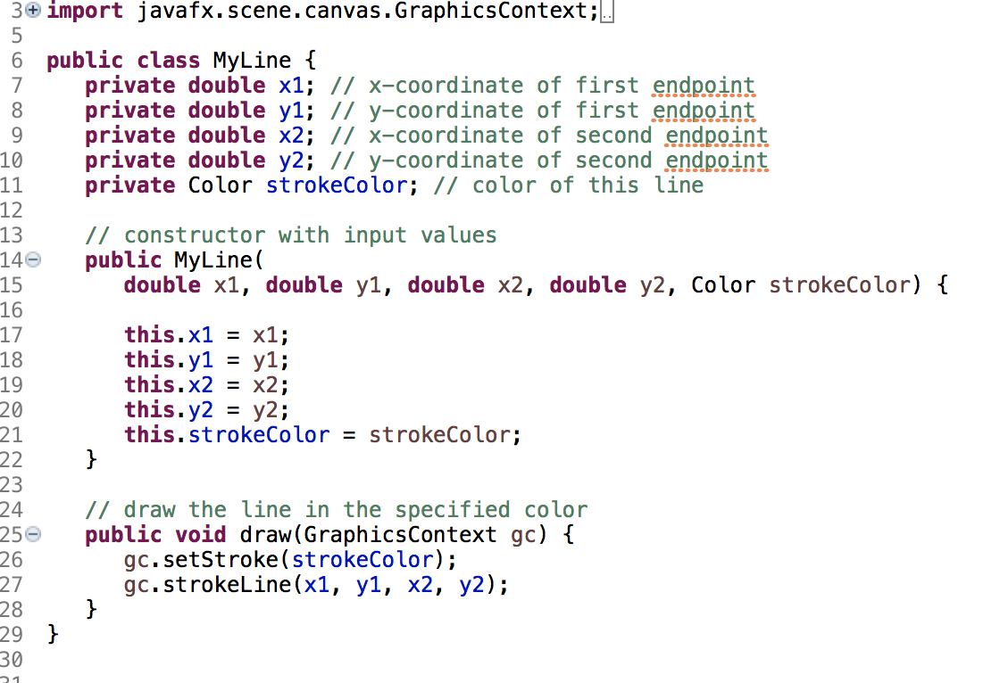 3 import javafx.scene.canvas.GraphicsContext;
5
6 public class MyLine {
7 private double x1; // x-coordinate of first endpoint
8 private double y1; // y-coordinate of first endpoint
9 private double x2; // x-coordinate of second endpoint
10 private double y2; // y-coordinate of second endpoint
11 private Color strokeColor; // color of this line
12
13 // constructor with input values
14 public MyLine(
15 double x1, double y1, double x2, double y2, Color strokeColor) {
16
17 this.x1 = x1;
18 this.y1 = y1;
19 this.x2 = x2;
20 this.y2 = y2;
21 this.strokeColor = strokeColor;
22 }
23
24 // draw the line in the specified color
25 public void draw(GraphicsContext gc) {
26 gc.setStroke(strokeColor);
27 gc.strokeLine(x1, y1, x2, y2);
28 }
29 }
30
31